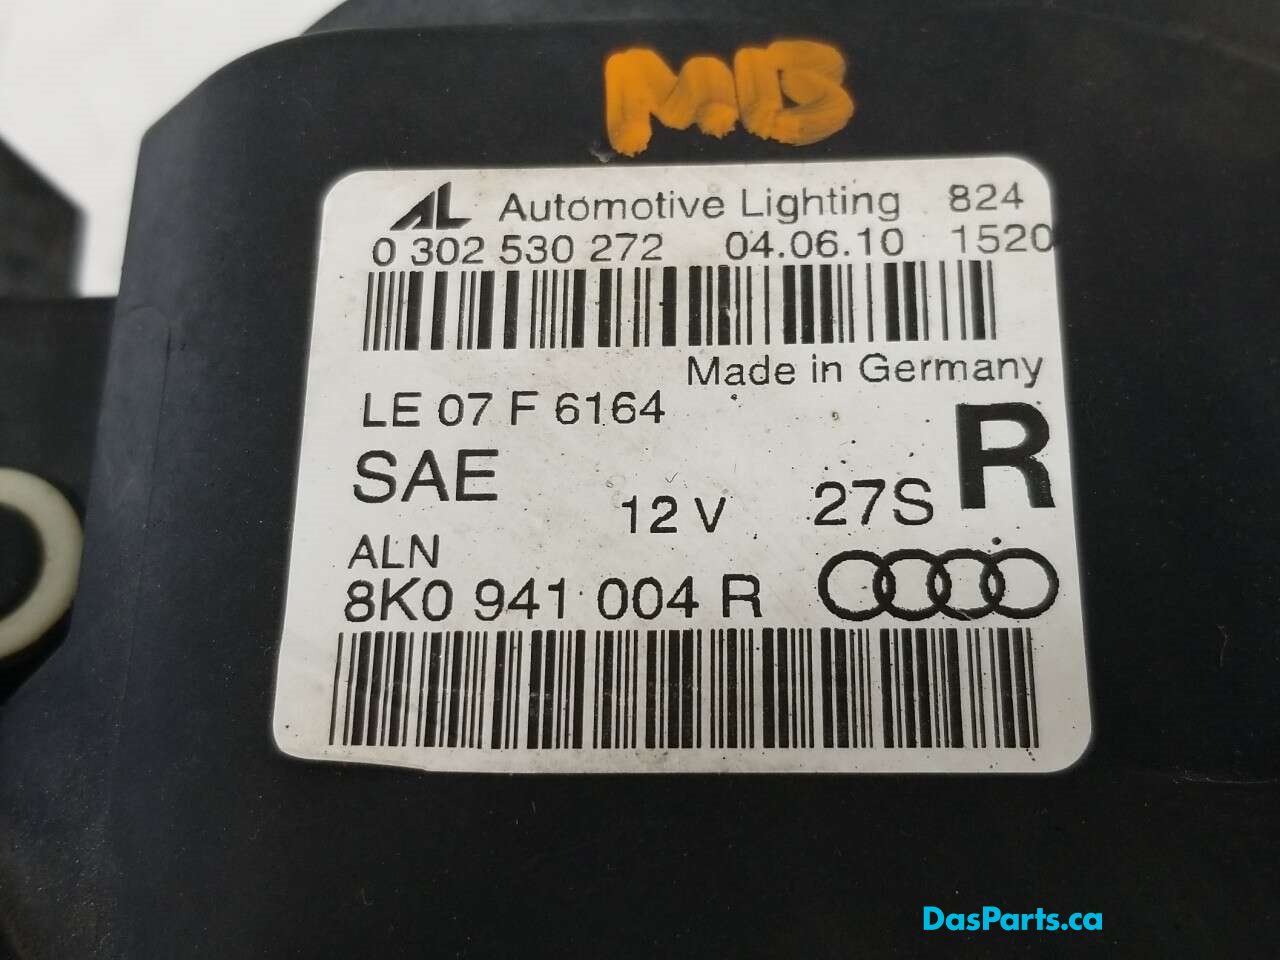 AL Automotive Lighting 824
0 302 530 272 04.06.10 1520
Made in Germany
LE 07 F 6164
SAE
12 V 27S R
ALN
8K0 941 004 R
DasParts.ca